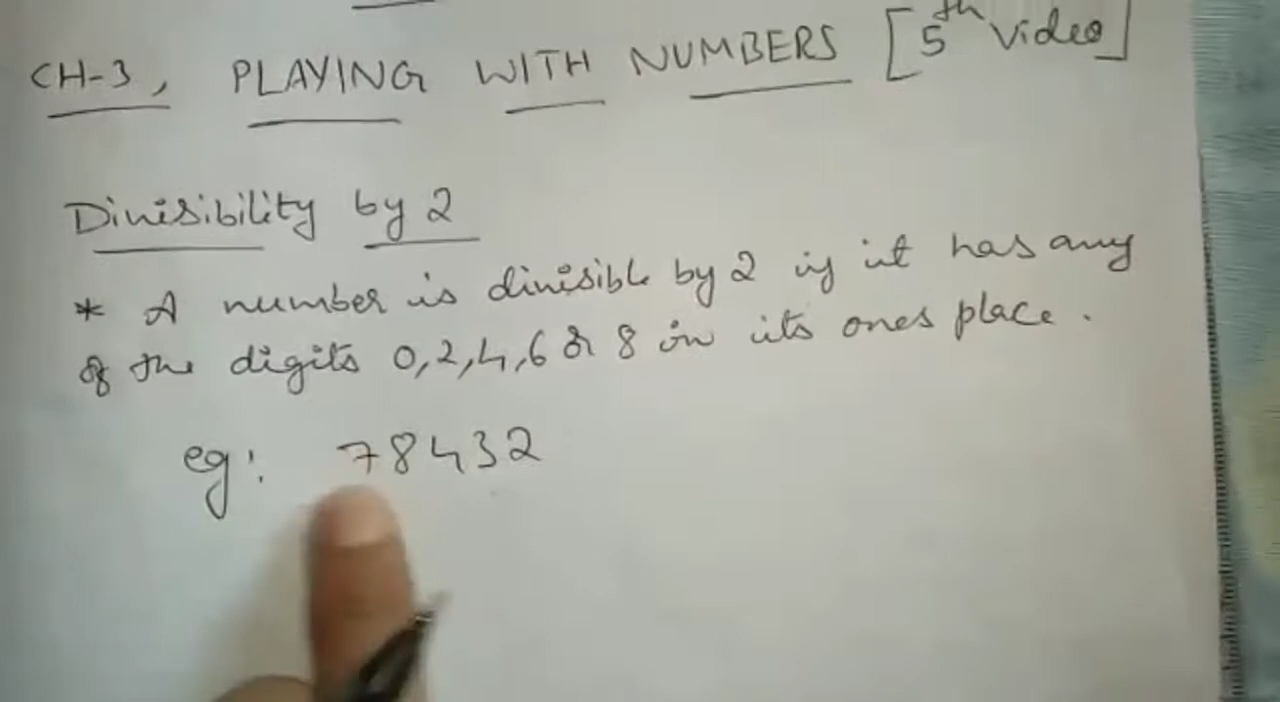 CH-3, PLAYING WITH NUMBERS [5th Video]
Divisibility by 2
* A number is divisible by 2 if it has any
of the digits 0,2,4,6 or 8 in its ones place.
eg: 78432